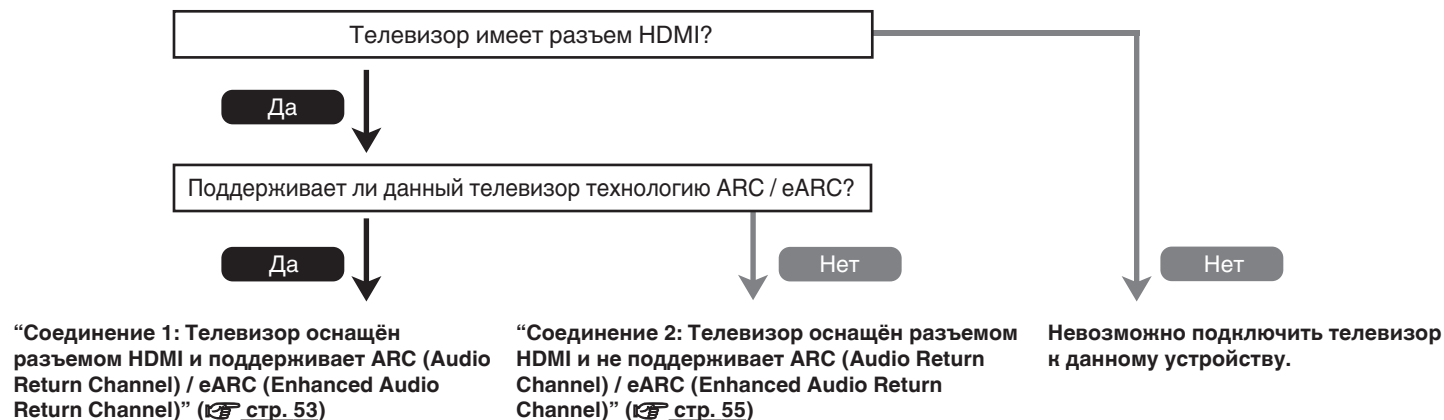 Телевизор имеет разъем HDMI?
Да
Поддерживает ли данный телевизор технологию ARC / eARC?
Да
Нет
Нет
“Соединение 1: Телевизор оснащён
разъемом HDMI и поддерживает ARC (Audio
Return Channel) / eARC (Enhanced Audio
Return Channel)” (☞ стр. 53)
“Соединение 2: Телевизор оснащён разъемом
HDMI и не поддерживает ARC (Audio Return
Channel) / eARC (Enhanced Audio Return
Channel)” (☞ стр. 55)
Невозможно подключить телевизор
к данному устройству.